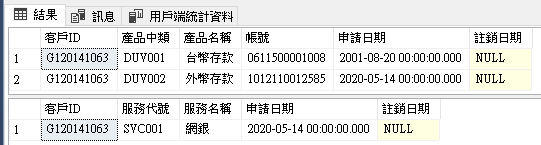 結果 訊息 用戶端統計資料
客戶ID 產品中類 產品名稱 帳號 申請日期 註銷日期
1 G120141063 DUV001 台幣存款 0611500001008 2001-08-20 00:00:00.000 NULL
2 G120141063 DUV002 外幣存款 1012110012585 2020-05-14 00:00:00.000 NULL
客戶ID 服務代號 服務名稱 申請日期 註銷日期
1 G120141063 SVC001 網銀 2020-05-14 00:00:00.000 NULL